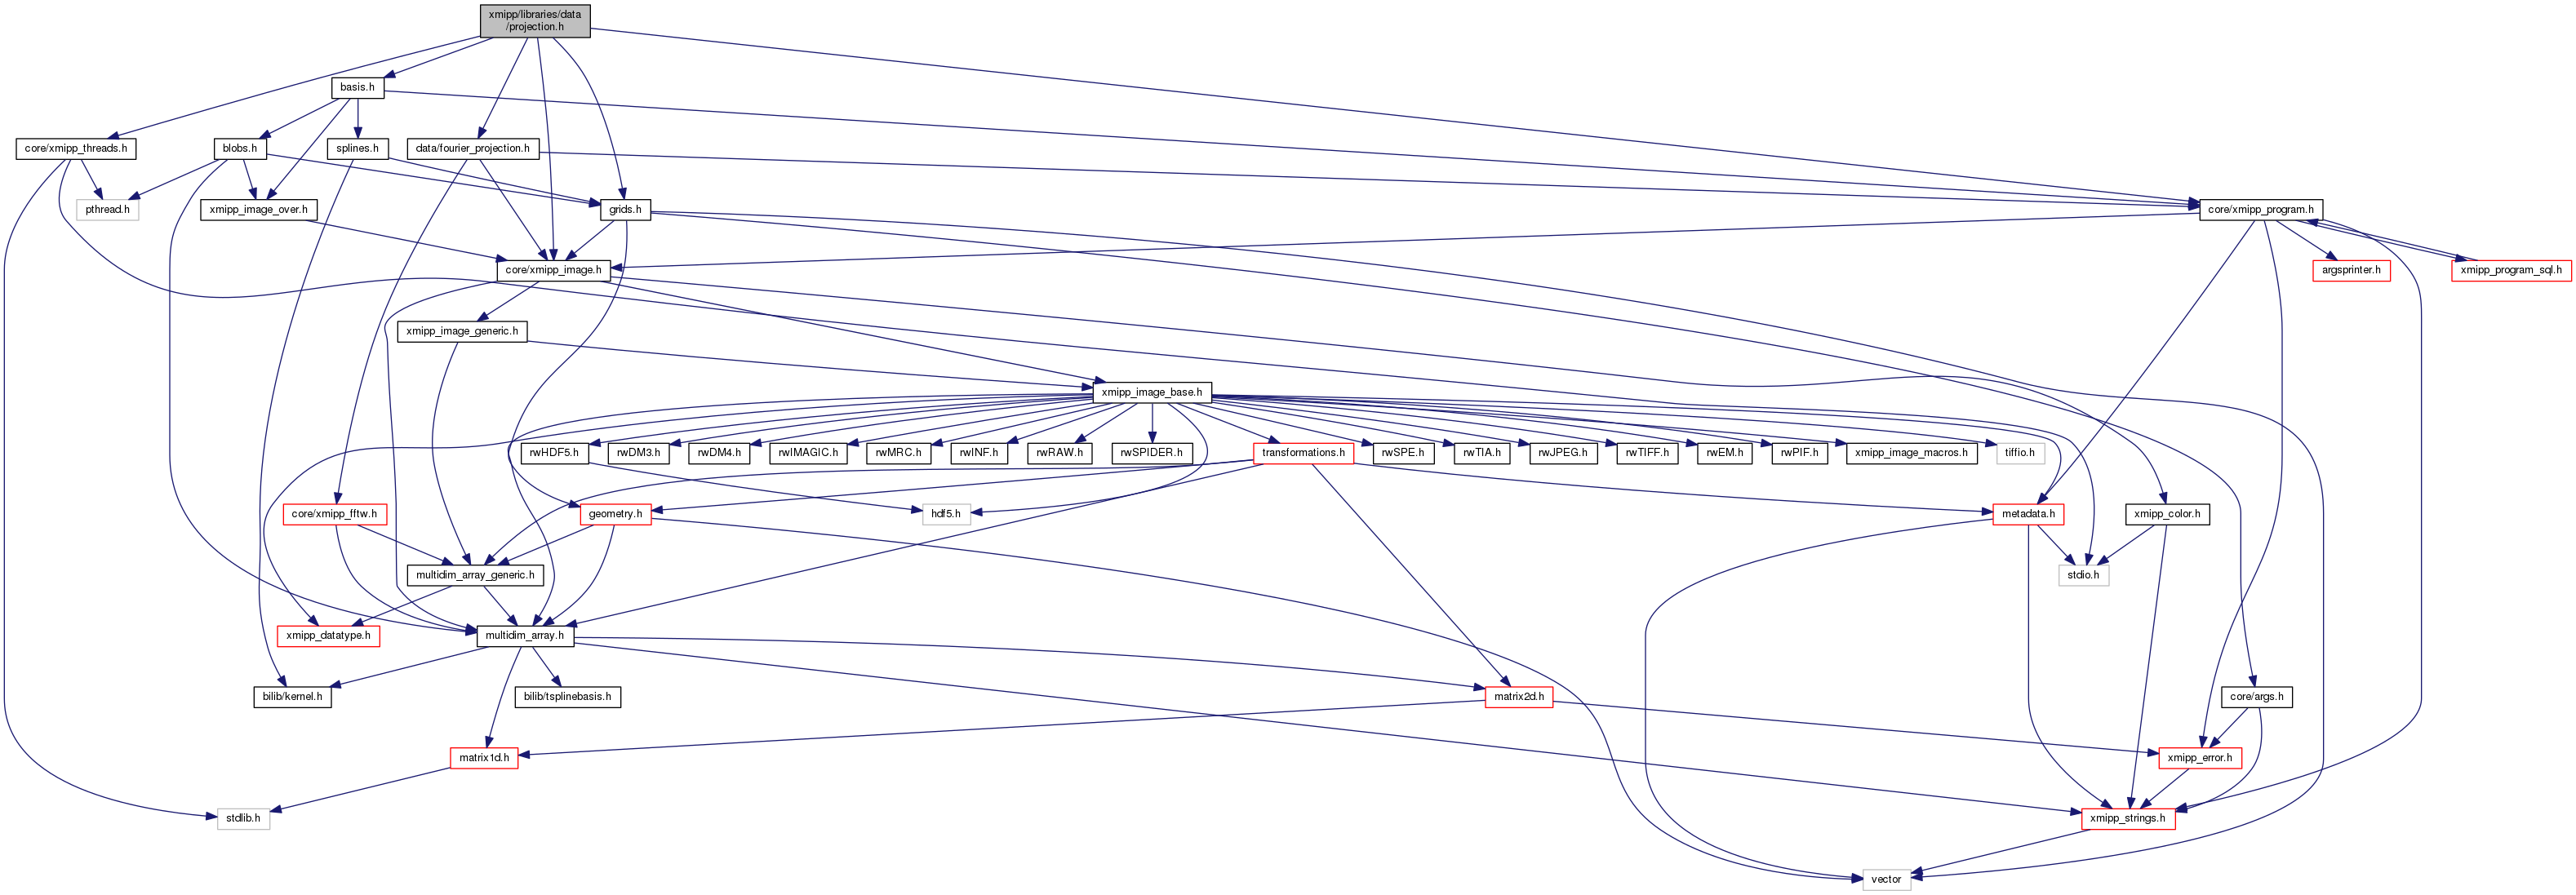 xmipp/libraries/data
/projection.h
basis.h
core/xmipp_threads.h
blobs.h
splines.h
data/fourier_projection.h
pthread.h
xmipp_image_over.h
grids.h
core/xmipp_program.h
core/xmipp_image.h
argsprinter.h
xmipp_program_sql.h
xmipp_image_generic.h
xmipp_image_base.h
rwHDF5.h
rwDM3.h
rwDM4.h
rwIMAGIC.h
rwMRC.h
rwINF.h
rwRAW.h
rwSPIDER.h
transformations.h
rwSPE.h
rwTIA.h
rwJPEG.h
rwTIFF.h
rwEM.h
rwPIF.h
xmipp_image_macros.h
tiffio.h
core/xmipp_fftw.h
geometry.h
hdf5.h
metadata.h
xmipp_color.h
multidim_array_generic.h
stdio.h
xmipp_datatype.h
multidim_array.h
bilib/kernel.h
bilib/tsplinebasis.h
matrix2d.h
core/args.h
matrix1d.h
xmipp_error.h
stdlib.h
xmipp_strings.h
vector